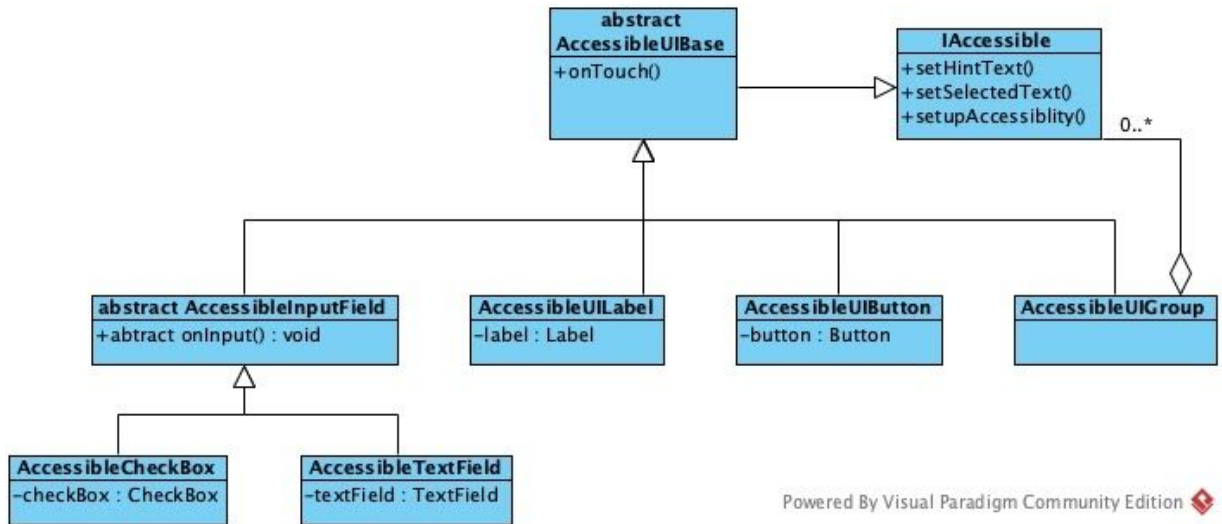 abstract
AccessibleUIBase
+onTouch()
IAccessible
+setHintText()
+setSelectedText()
+setupAccessiblity()
0..*
abstract AccessibleInputField
+abtract onInput() : void
AccessibleUILabel
-label : Label
AccessibleUIButton
-button : Button
AccessibleUIGroup
AccessibleCheckBox
-checkBox : CheckBox
AccessibleTextField
-textField : TextField
Powered By Visual Paradigm Community Edition